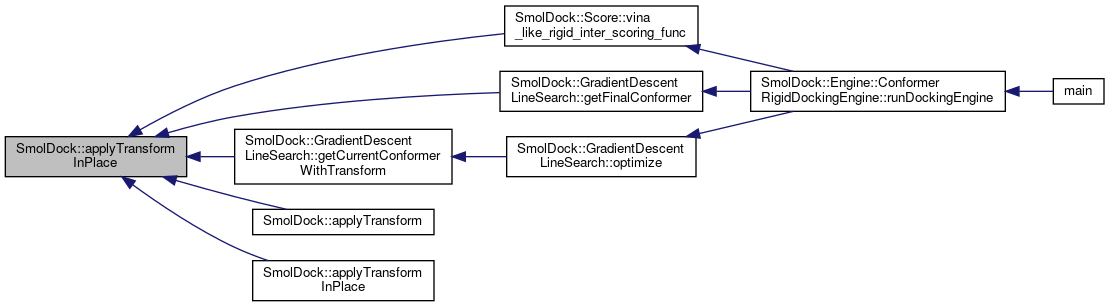 SmolDock::Score::vina
_like_rigid_inter_scoring_func
SmolDock::GradientDescent
LineSearch::getFinalConformer
SmolDock::Engine::Conformer
RigidDockingEngine::runDockingEngine
main
SmolDock::applyTransform
InPlace
SmolDock::GradientDescent
LineSearch::getCurrentConformer
WithTransform
SmolDock::GradientDescent
LineSearch::optimize
SmolDock::applyTransform
SmolDock::applyTransform
InPlace